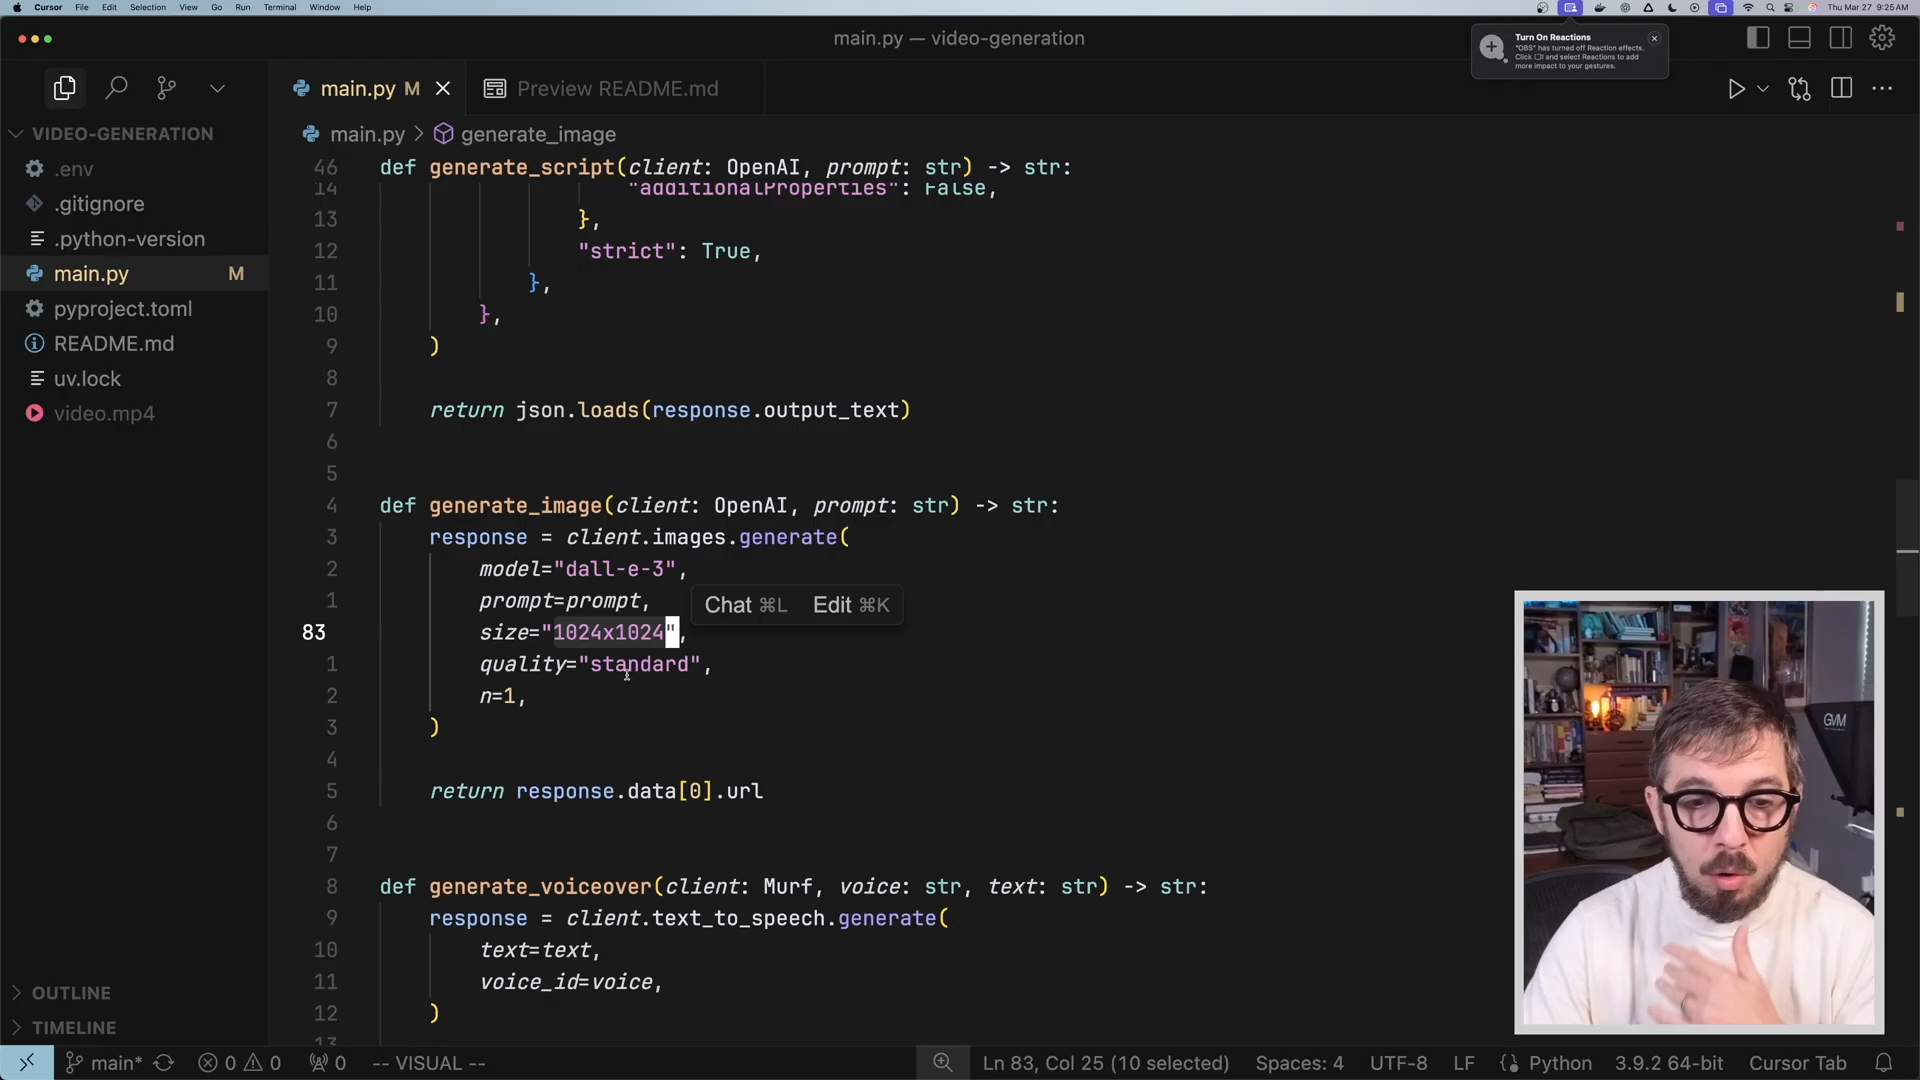 Cursor File Edit Selection View Go Run Terminal Window Help Thu Mar 27 9:25 AM
main.py — video-generation
Turn On Reactions
"OBS" has turned off Reaction effects.
Click and select Reactions to add
more impact to your gestures.
main.py M Preview README.md
VIDEO-GENERATION
.env
.gitignore
.python-version
main.py M
pyproject.toml
README.md
uv.lock
video.mp4
OUTLINE
TIMELINE
main.py > generate_image
46 def generate_script(client: OpenAI, prompt: str) -> str:
14 "additionalProperties": False,
13 },
12 "strict": True,
11 },
10 },
9 )
8
7 return json.loads(response.output_text)
6
5
4 def generate_image(client: OpenAI, prompt: str) -> str:
3 response = client.images.generate(
2 model="dall-e-3",
1 prompt=prompt,
Chat ⌘L Edit ⌘K
83 size="1024x1024",
1 quality="standard",
2 n=1,
3 )
4
5 return response.data[0].url
6
7
8 def generate_voiceover(client: Murf, voice: str, text: str) -> str:
9 response = client.text_to_speech.generate(
10 text=text,
11 voice_id=voice,
12 )
13
GVM
main* 0 0 0 -- VISUAL -- Ln 83, Col 25 (10 selected) Spaces: 4 UTF-8 LF Python 3.9.2 64-bit Cursor Tab